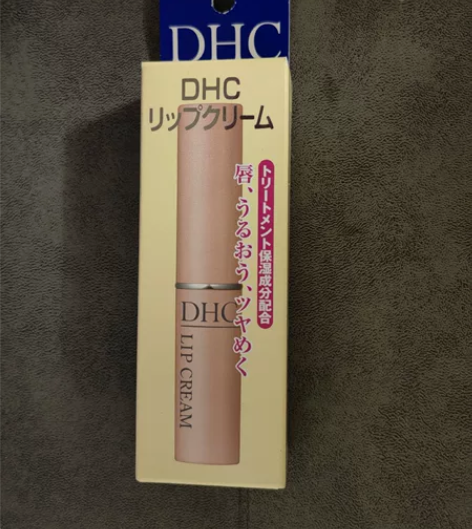 DHC
DHC
リップクリーム
トリートメント保湿成分配合
唇、うるおう、ツヤめく
DHC
LIP CREAM